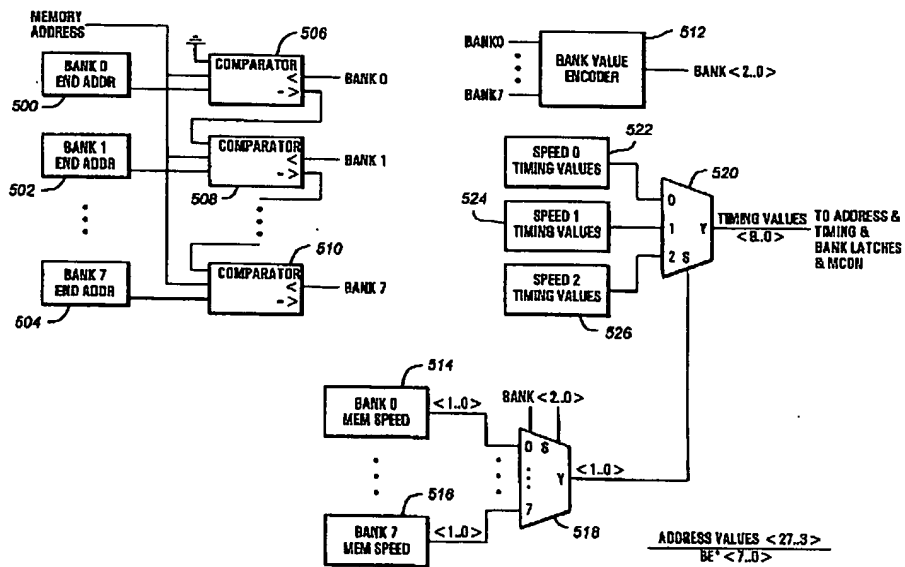 MEMORY
ADDRESS
506
COMPARATOR
<
- >
BANK 0
BANK 0
END ADDR
500
512
BANK0
BANK7
BANK VALUE
ENCODER
BANK <2..0>
BANK 1
END ADDR
502
COMPARATOR
<
- >
BANK 1
508
510
BANK 7
END ADDR
504
COMPARATOR
<
- >
BANK 7
522
SPEED 0
TIMING VALUES
524
SPEED 1
TIMING VALUES
SPEED 2
TIMING VALUES
526
520
0
1
2 S
Y
TIMING VALUES
<8..0>
TO ADDRESS &
TIMING &
BANK LATCHES
& MCON
514
BANK 0
MEM SPEED
<1..0>
BANK <2..0>
0 S
Y
7
<1..0>
516
BANK 7
MEM SPEED
<1..0>
518
ADDRESS VALUES <27..3>
BE* <7..0>